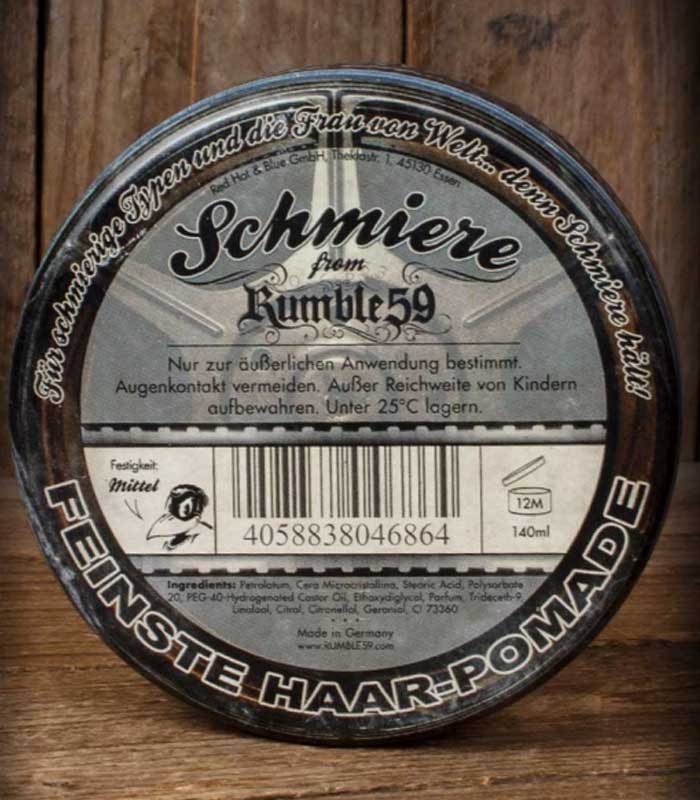 Für schmierige Typen und die Frau von Welt... denn Schmiere hält!
Red Hot & Blue GmbH, Theklastr. 1, 45130 Essen
Schmiere
from
Rumble59
Nur zur äußerlichen Anwendung bestimmt.
Augenkontakt vermeiden. Außer Reichweite von Kindern
aufbewahren. Unter 25°C lagern.
Festigkeit:
Mittel
4058838046864
12M
140ml
Ingredients: Petrolatum, Cera Microcristallina, Stearic Acid, Polysorbate
20, PEG-40-Hydrogenated Castor Oil, Ethoxydiglycol, Parfum, Trideceth-9,
Linalool, Citral, Citronellol, Geraniol, CI 73360
Made in Germany
www.RUMBLE59.com
FEINSTE HAAR-POMADE